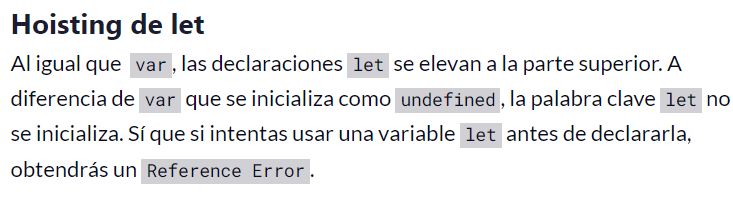 Hoisting de let
Al igual que var, las declaraciones let se elevan a la parte superior. A
diferencia de var que se inicializa como undefined, la palabra clave let no
se inicializa. Sí que si intentas usar una variable let antes de declararla,
obtendrás un Reference Error.